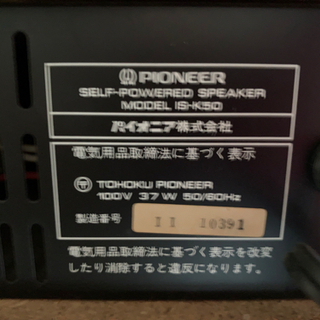 PIONEER
SELF-POWERED SPEAKER
MODEL IS-K50
パイオニア株式会社
電気用品取締法に基づく表示
TOHOKU PIONEER
100V 37W 50/60Hz
製造番号 II 10391
電気用品取締法に基づく表示を改変
したり消除すると違反になります。